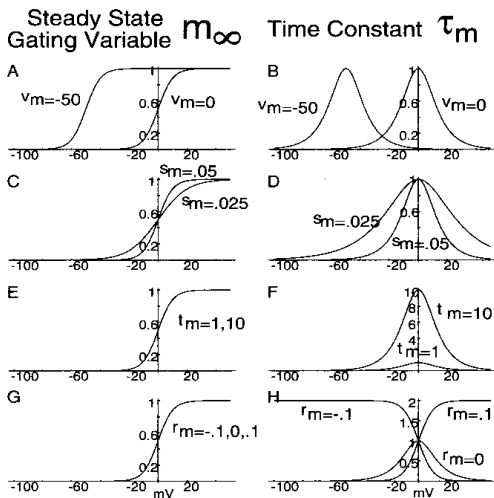 Steady State
Gating Variable m∞
Time Constant τm
A
1
0.6
0.2
vm=-50
vm=0
-100
-60
-20
20
B
1
0.6
0.2
vm=-50
vm=0
-100
-60
-20
20
C
1
0.6
0.2
sm=.05
sm=.025
-100
-60
-20
20
D
1
0.6
0.2
sm=.025
sm=.05
-100
-60
-20
20
E
1
0.6
0.2
tm=1,10
-100
-60
-20
20
F
10
8
6
4
2
tm=10
tm=1
-100
-60
-20
20
G
1
0.6
0.2
rm=-.1,0,.1
-100
-60
-20
20
mV
H
2
1.5
1
0.5
rm=-.1
rm=.1
rm=0
-100
-60
-20
20
mV